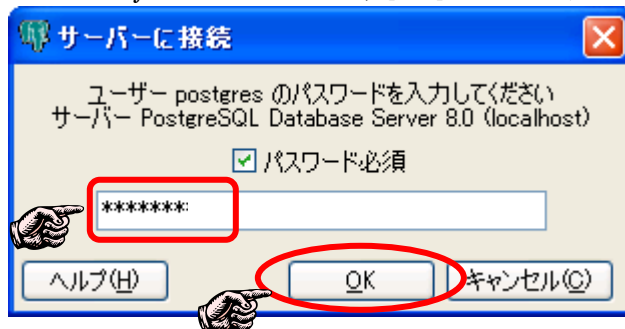 サーバーに接続
ユーザー postgres のパスワードを入力してください
サーバー PostgreSQL Database Server 8.0 (localhost)
パスワード必須
*******
ヘルプ(H)
OK
キャンセル(C)